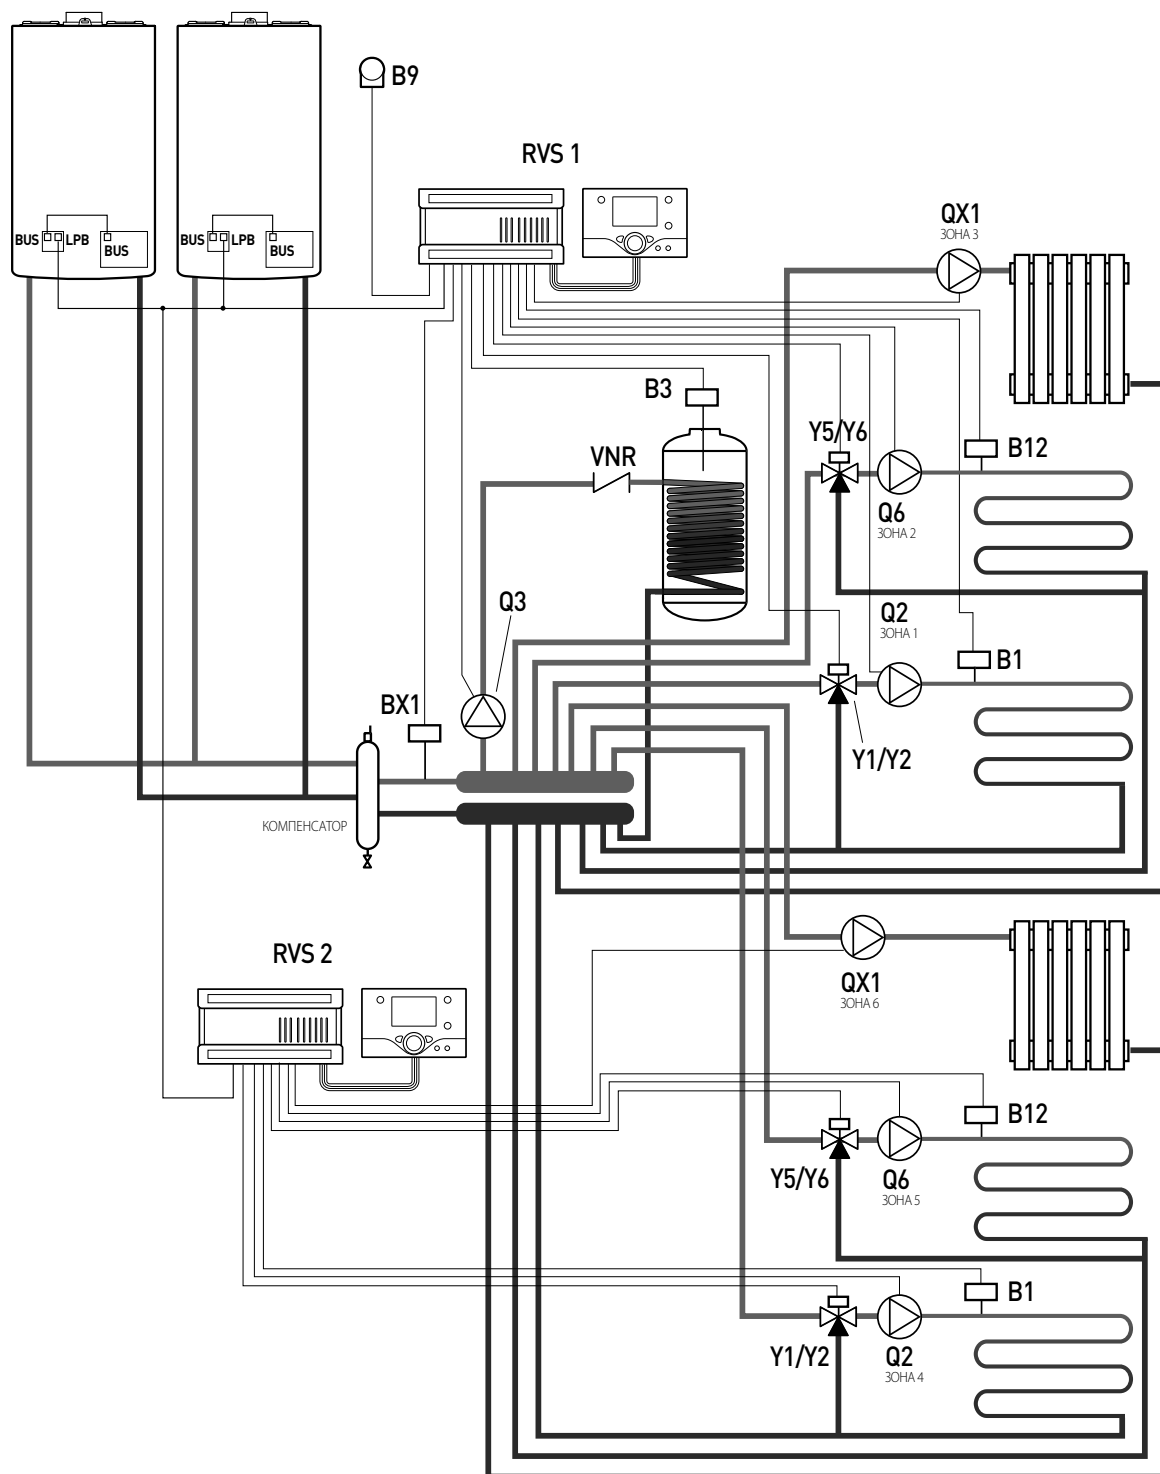 B9
RVS 1
QX1
ЗОНА 3
BUS
LPB
BUS
BUS
LPB
BUS
B3
Y5/Y6
B12
VNR
Q6
ЗОНА 2
Q3
Q2
ЗОНА 1
B1
BX1
Y1/Y2
КОМПЕНСАТОР
RVS 2
QX1
ЗОНА 6
B12
Y5/Y6
Q6
ЗОНА 5
B1
Y1/Y2
Q2
ЗОНА 4